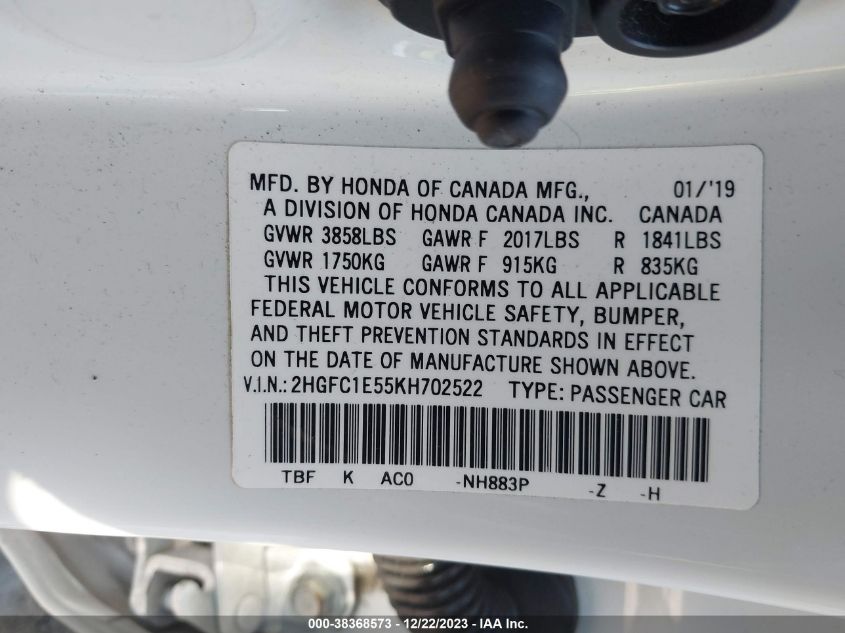 MFD. BY HONDA OF CANADA MFG., 01/'19
A DIVISION OF HONDA CANADA INC. CANADA
GVWR 3858LBS GAWR F 2017LBS R 1841LBS
GVWR 1750KG GAWR F 915KG R 835KG
THIS VEHICLE CONFORMS TO ALL APPLICABLE
FEDERAL MOTOR VEHICLE SAFETY, BUMPER,
AND THEFT PREVENTION STANDARDS IN EFFECT
ON THE DATE OF MANUFACTURE SHOWN ABOVE.
V.I.N.: 2HGFC1E55KH702522 TYPE: PASSENGER CAR
TBF K AC0 -NH883P -Z -H
000-38368573 - 12/22/2023 - IAA Inc.